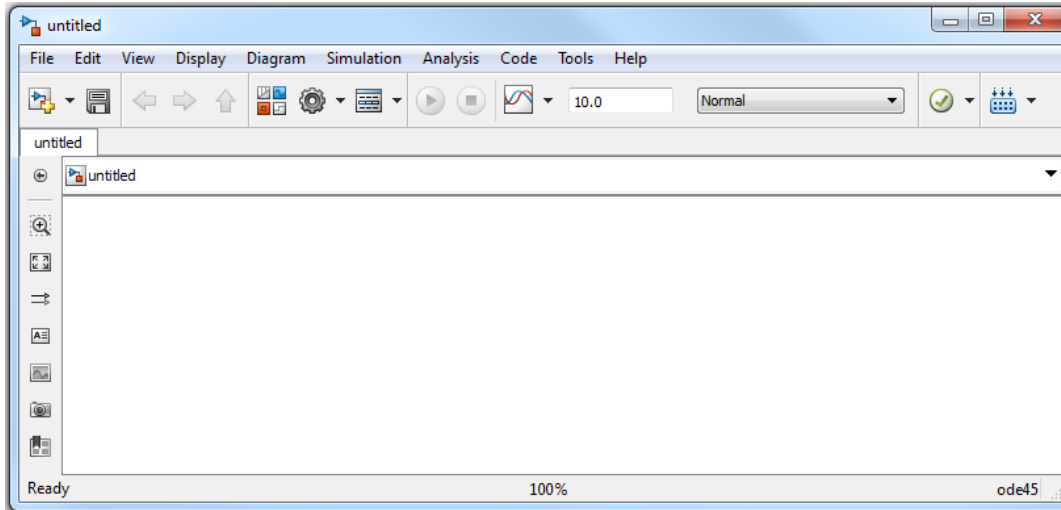 untitled
File Edit View Display Diagram Simulation Analysis Code Tools Help
10.0 Normal
untitled
untitled
A
Ready 100% ode45